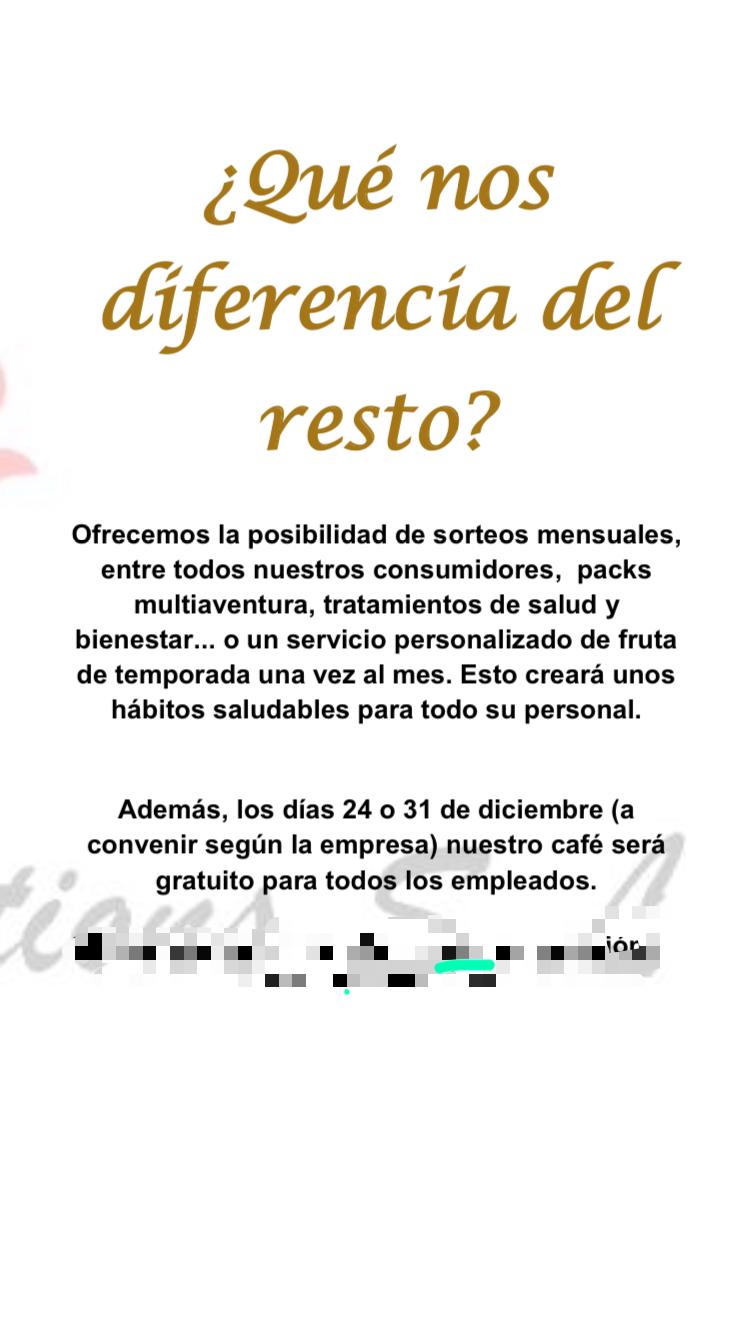 ¿Qué nos
diferencia del
resto?
Ofrecemos la posibilidad de sorteos mensuales,
entre todos nuestros consumidores,  packs
multiaventura, tratamientos de salud y
bienestar... o un servicio personalizado de fruta
de temporada una vez al mes. Esto creará unos
hábitos saludables para todo su personal.
Además, los días 24 o 31 de diciembre (a
convenir según la empresa) nuestro café será
gratuito para todos los empleados.